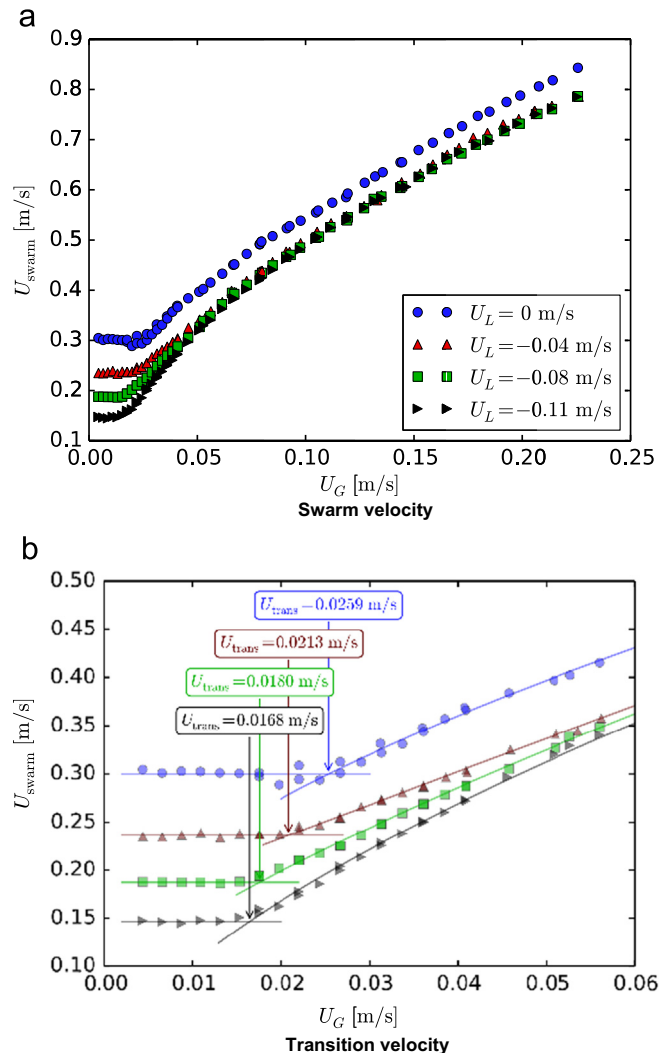 a
0.9
0.8
0.7
0.6
0.5
0.4
0.3
0.2
0.1
U_swarm [m/s]
U_L = 0 m/s
U_L = −0.04 m/s
U_L = −0.08 m/s
U_L = −0.11 m/s
0.00 0.05 0.10 0.15 0.20 0.25
U_G [m/s]
Swarm velocity
b
0.50
0.45
0.40
0.35
0.30
0.25
0.20
0.15
0.10
U_swarm [m/s]
U_trans = 0.0259 m/s
U_trans = 0.0213 m/s
U_trans = 0.0180 m/s
U_trans = 0.0168 m/s
0.00 0.01 0.02 0.03 0.04 0.05 0.06
U_G [m/s]
Transition velocity